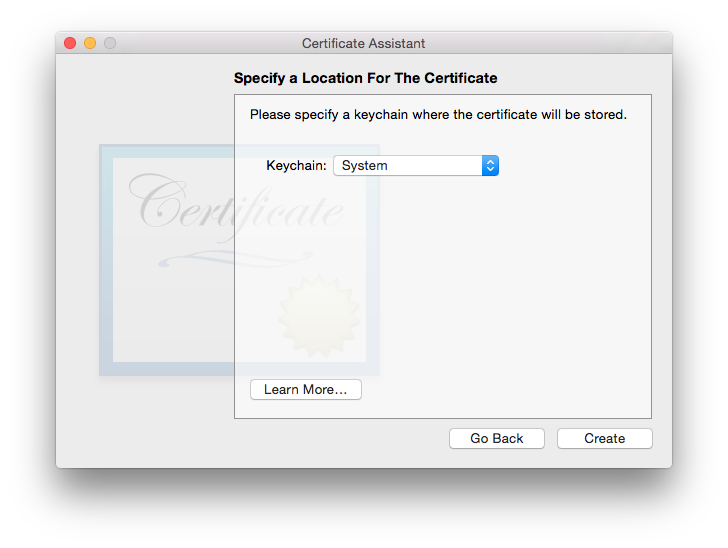 Certificate Assistant
Specify a Location For The Certificate
Please specify a keychain where the certificate will be stored.
Keychain: System
Certificate
Learn More...
Go Back Create